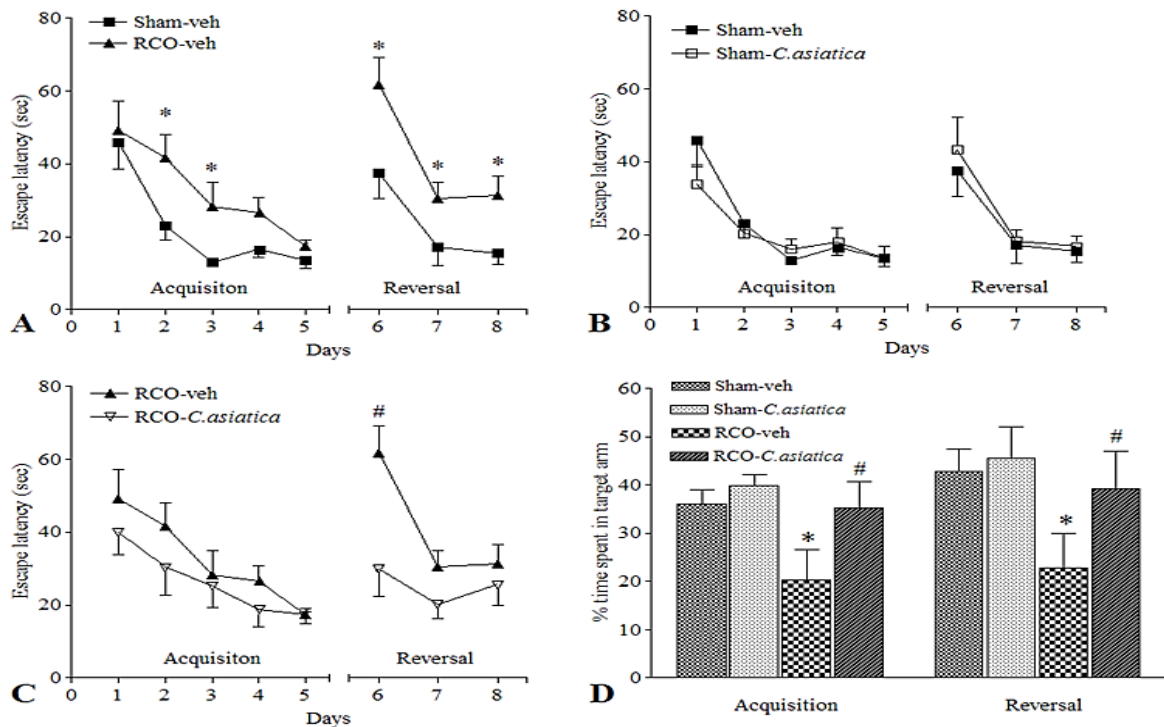 Sham-veh
RCO-veh
Escape latency (sec)
80
60
40
20
0
*
*
*
*
*
Acquisiton
Reversal
0 1 2 3 4 5 6 7 8
Days
A
Sham-veh
Sham-C.asiatica
Escape latency (sec)
80
60
40
20
0
Acquisiton
Reversal
0 1 2 3 4 5 6 7 8
Days
B
RCO-veh
RCO-C.asiatica
Escape latency (sec)
80
60
40
20
0
#
Acquisiton
Reversal
0 1 2 3 4 5 6 7 8
Days
C
Sham-veh
Sham-C.asiatica
RCO-veh
RCO-C.asiatica
% time spent in target arm
60
50
40
30
20
10
0
*
#
*
#
Acquisition
Reversal
D